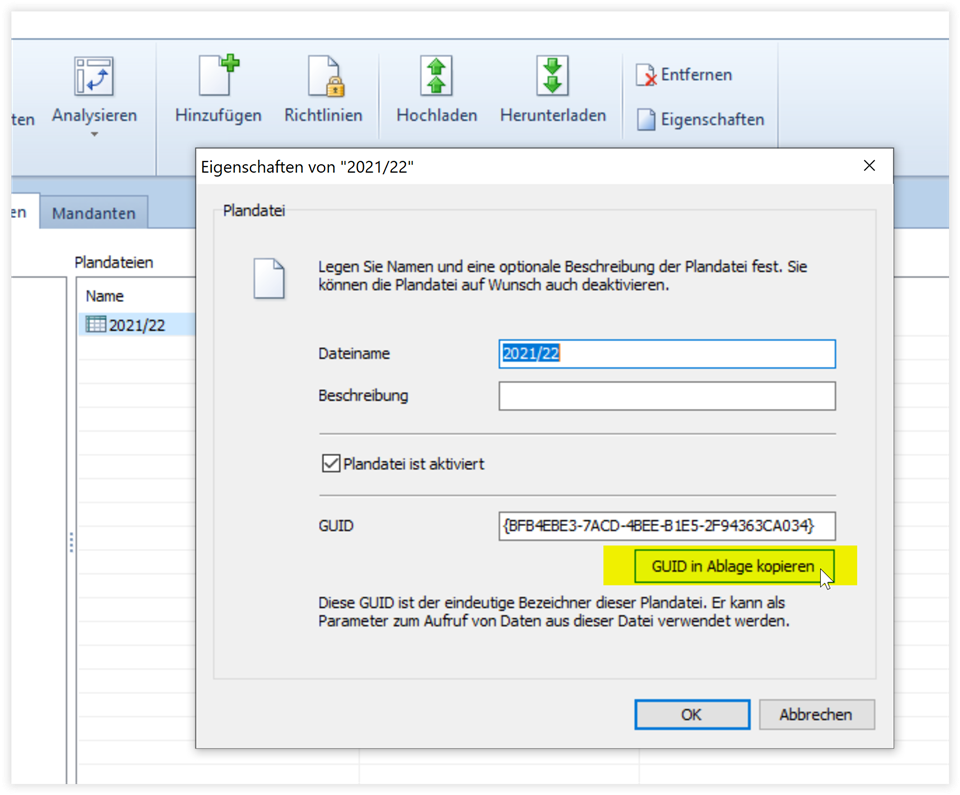 ten
Analysieren
Hinzufügen
Richtlinien
Hochladen
Herunterladen
Entfernen
Eigenschaften
en
Mandanten
Plandateien
Name
2021/22
Eigenschaften von "2021/22"
Plandatei
Legen Sie Namen und eine optionale Beschreibung der Plandatei fest. Sie
können die Plandatei auf Wunsch auch deaktivieren.
Dateiname
2021/22
Beschreibung
Plandatei ist aktiviert
GUID
{BFB4EBE3-7ACD-4BEE-B1E5-2F94363CA034}
GUID in Ablage kopieren
Diese GUID ist der eindeutige Bezeichner dieser Plandatei. Er kann als
Parameter zum Aufruf von Daten aus dieser Datei verwendet werden.
OK
Abbrechen